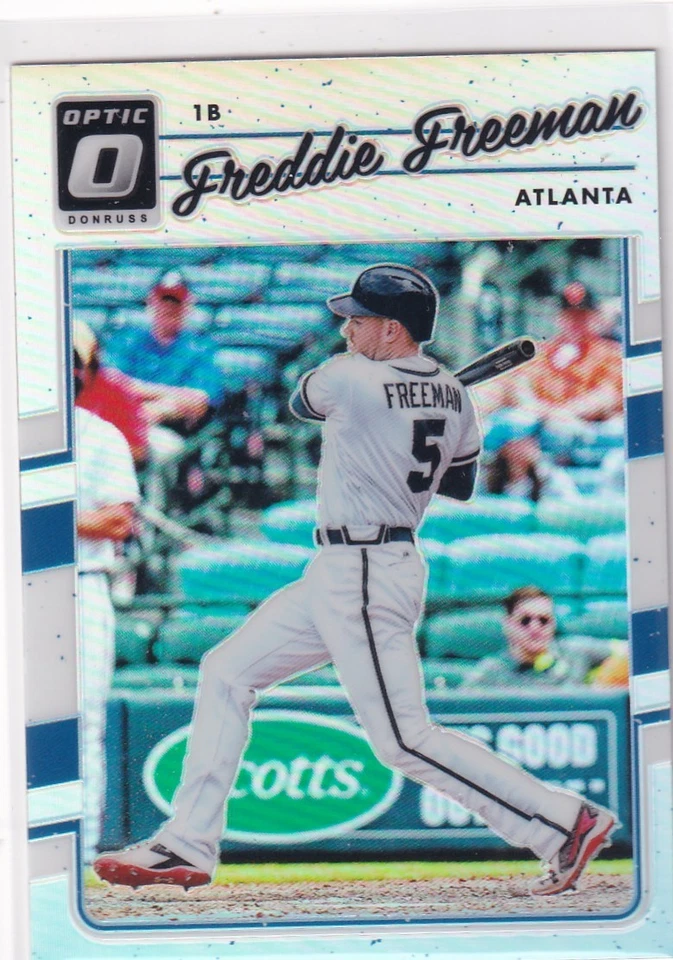 OPTIC
O
DONRUSS
1B
Freddie Freeman
ATLANTA
FREEMAN
5
cotts.
GOOD